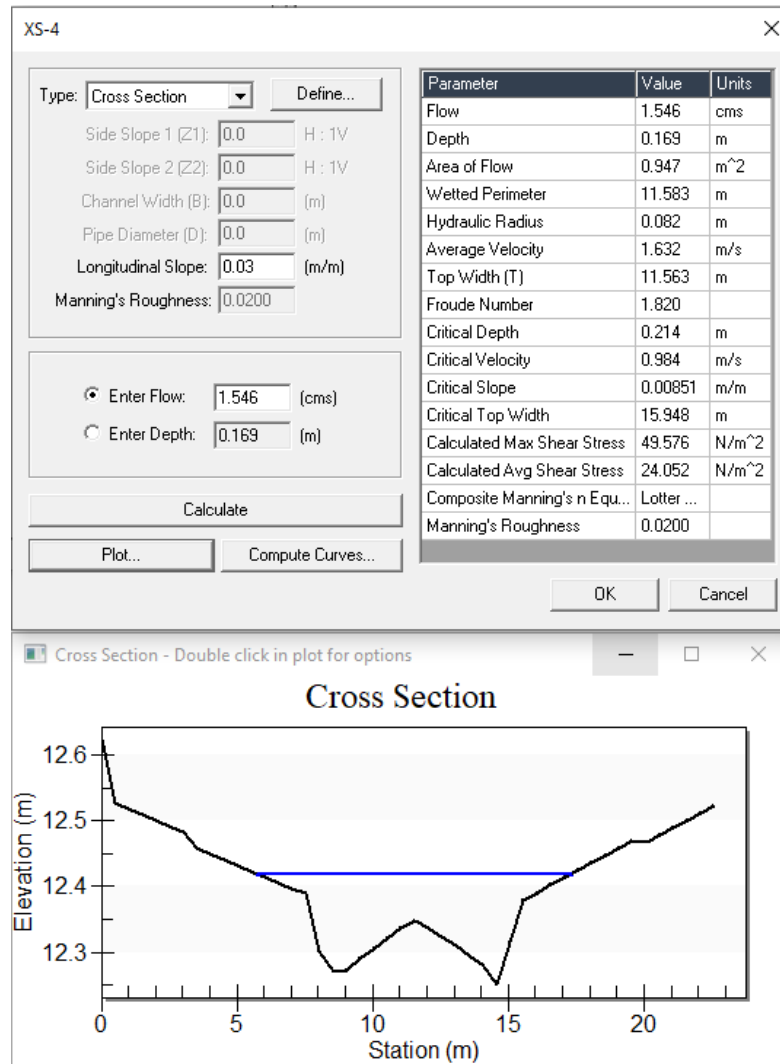 XS-4
Type: Cross Section Define...
Side Slope 1 (Z1): 0.0 H : 1V
Side Slope 2 (Z2): 0.0 H : 1V
Channel Width (B): 0.0 (m)
Pipe Diameter (D): 0.0 (m)
Longitudinal Slope: 0.03 (m/m)
Manning's Roughness: 0.0200
Enter Flow: 1.546 (cms)
Enter Depth: 0.169 (m)
Calculate
Plot... Compute Curves...
Parameter Value Units
Flow 1.546 cms
Depth 0.169 m
Area of Flow 0.947 m^2
Wetted Perimeter 11.583 m
Hydraulic Radius 0.082 m
Average Velocity 1.632 m/s
Top Width (T) 11.563 m
Froude Number 1.820
Critical Depth 0.214 m
Critical Velocity 0.984 m/s
Critical Slope 0.00851 m/m
Critical Top Width 15.948 m
Calculated Max Shear Stress 49.576 N/m^2
Calculated Avg Shear Stress 24.052 N/m^2
Composite Manning's n Equ... Lotter ...
Manning's Roughness 0.0200
OK Cancel
Cross Section - Double click in plot for options
Cross Section
Elevation (m)
12.6
12.5
12.4
12.3
0 5 10 15 20
Station (m)